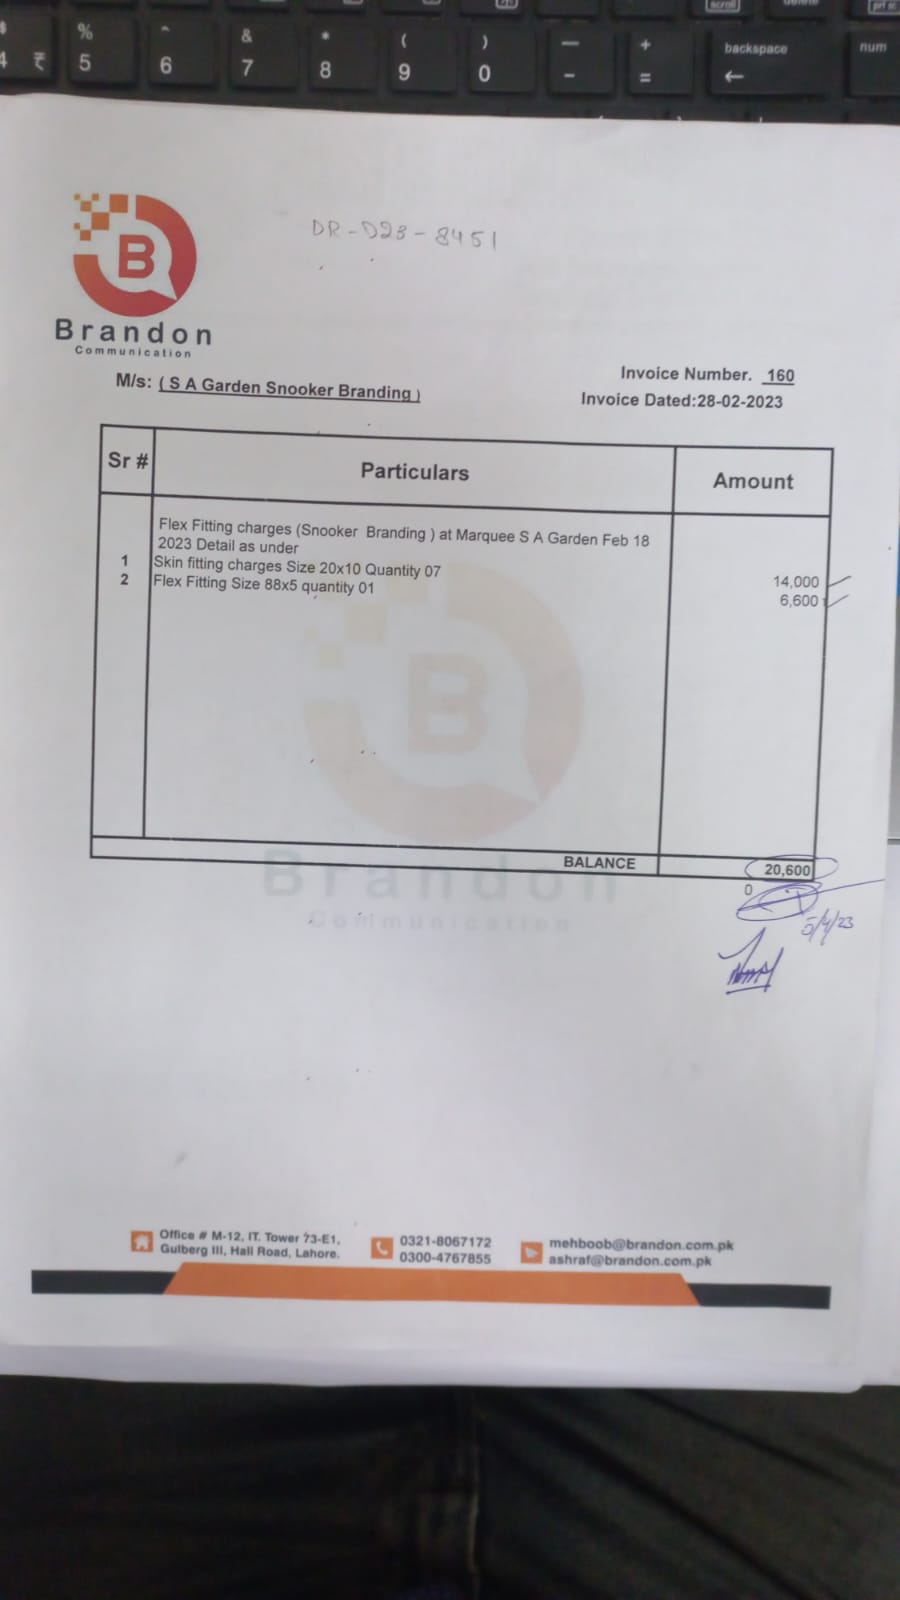 scroll
delete
prt sc
$ % ^ & * ( ) — + backspace num
4 ₹ 5 6 7 8 9 0 - = ←
DR-D23-8451
B
Brandon
Communication
M/s: ( S A Garden Snooker Branding )
Invoice Number. 160
Invoice Dated:28-02-2023
Sr # Particulars Amount
Flex Fitting charges (Snooker Branding ) at Marquee S A Garden Feb 18
2023 Detail as under
1 Skin fitting charges Size 20x10 Quantity 07 14,000
2 Flex Fitting Size 88x5 quantity 01 6,600
B
Brandon
Communication
BALANCE 20,600
0
5/4/23
Office # M-12, IT. Tower 73-E1,
Gulberg III, Hali Road, Lahore.
0321-8067172
0300-4767855
mehboob@brandon.com.pk
ashraf@brandon.com.pk